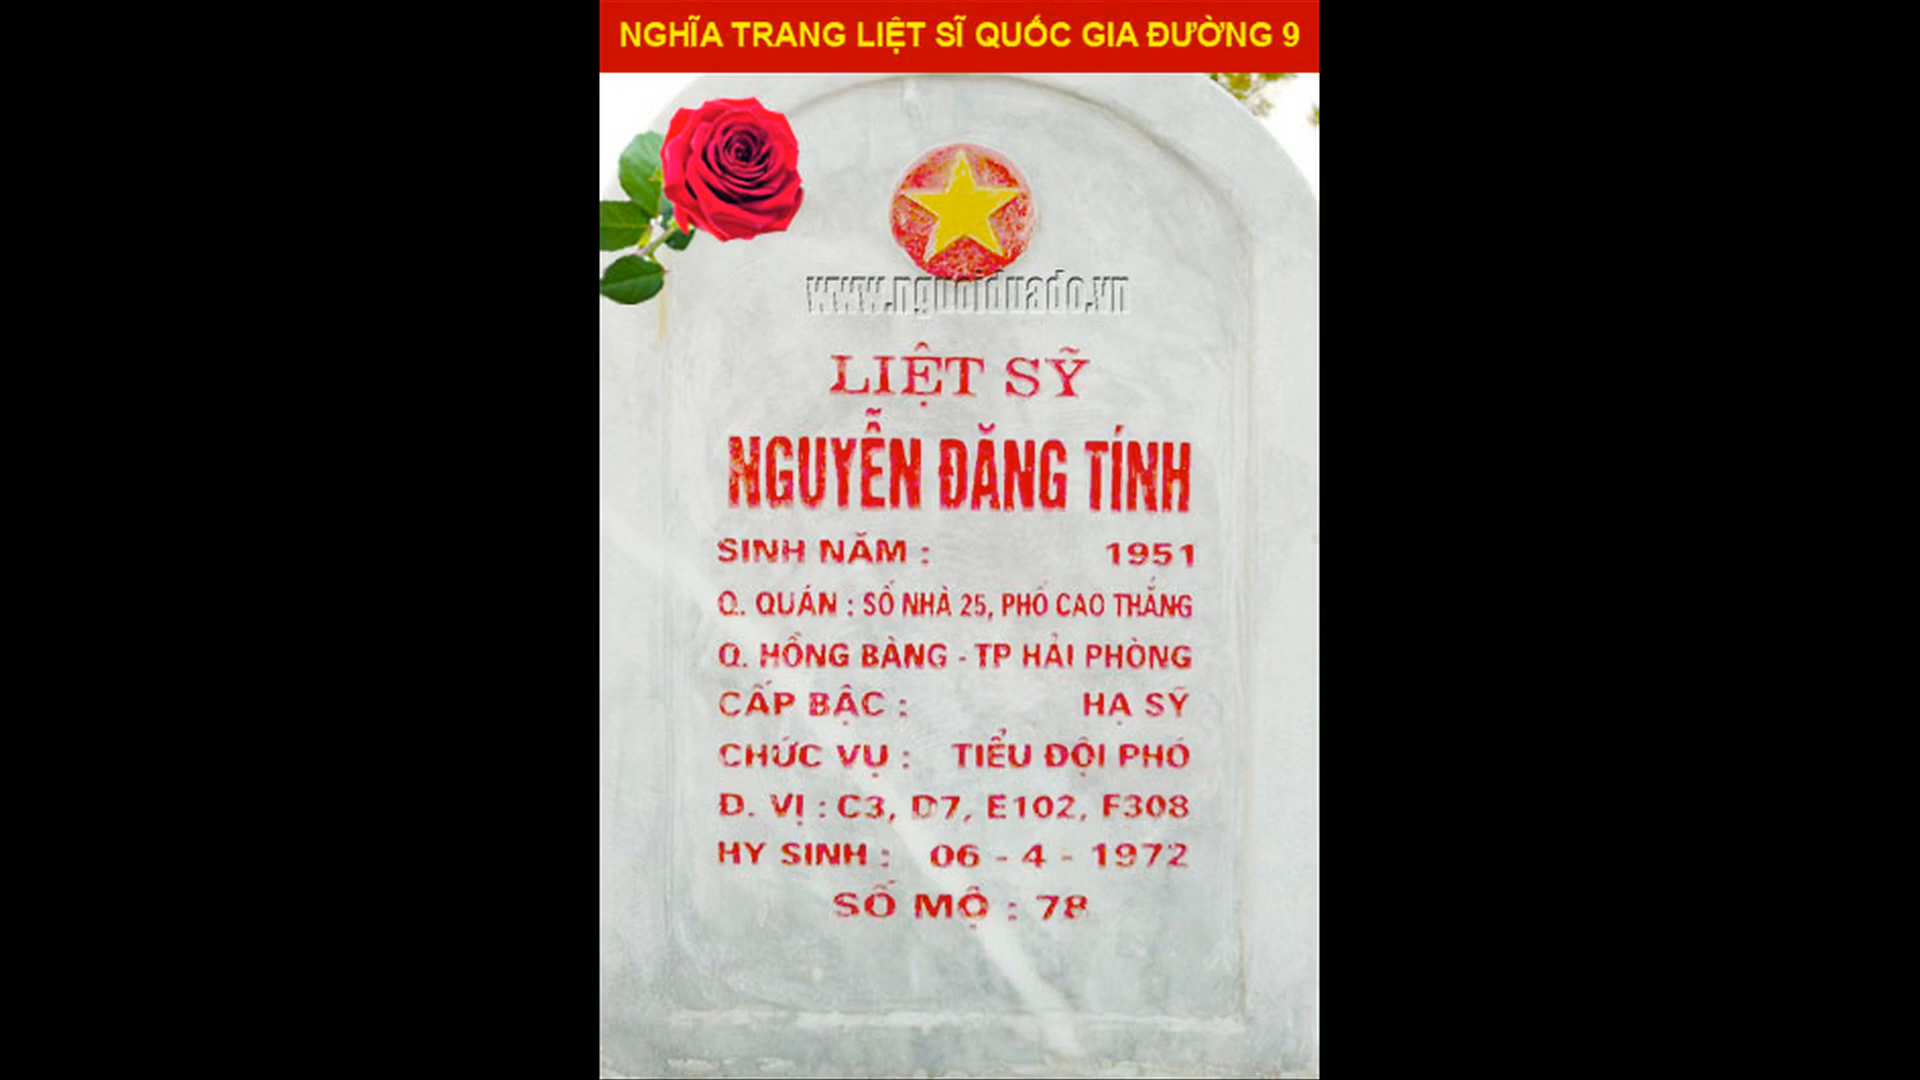 NGHĨA TRANG LIỆT SĨ QUỐC GIA ĐƯỜNG 9
www.nguoiduado.vn
LIỆT SỸ
NGUYỄN ĐĂNG TÍNH
SINH NĂM : 1951
Q. QUÁN : SỐ NHÀ 25, PHỐ CAO THẮNG
Q. HỒNG BÀNG - TP HẢI PHÒNG
CẤP BẬC : HẠ SỸ
CHỨC VỤ : TIỂU ĐỘI PHÓ
Đ. VỊ : C3, D7, E102, F308
HY SINH : 06 - 4 - 1972
SỐ MỘ : 78